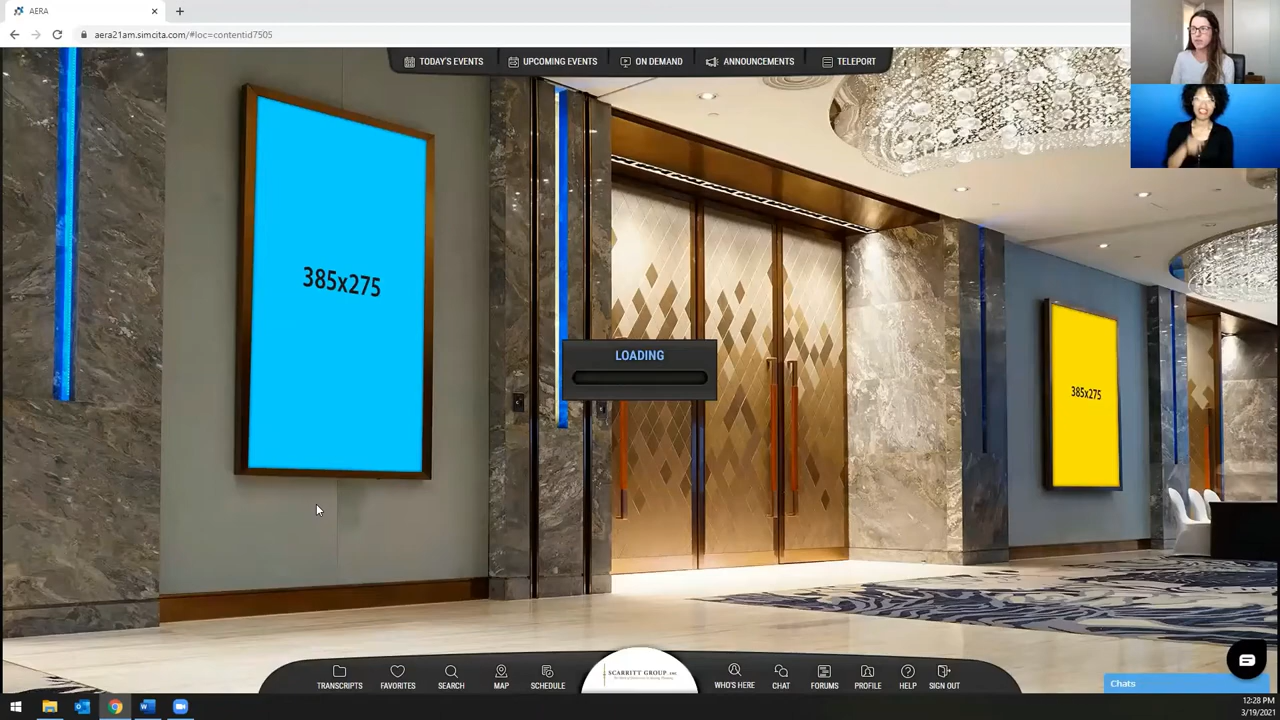 AERA
aera21am.simcita.com/#loc=contentid7505
TODAY'S EVENTS
UPCOMING EVENTS
ON DEMAND
ANNOUNCEMENTS
TELEPORT
385x275
LOADING
385x275
TRANSCRIPTS
FAVORITES
SEARCH
MAP
SCHEDULE
SCARRITT GROUP, INC
WHO'S HERE
CHAT
FORUMS
PROFILE
HELP
SIGN OUT
Chats
12:28 PM
3/19/2021